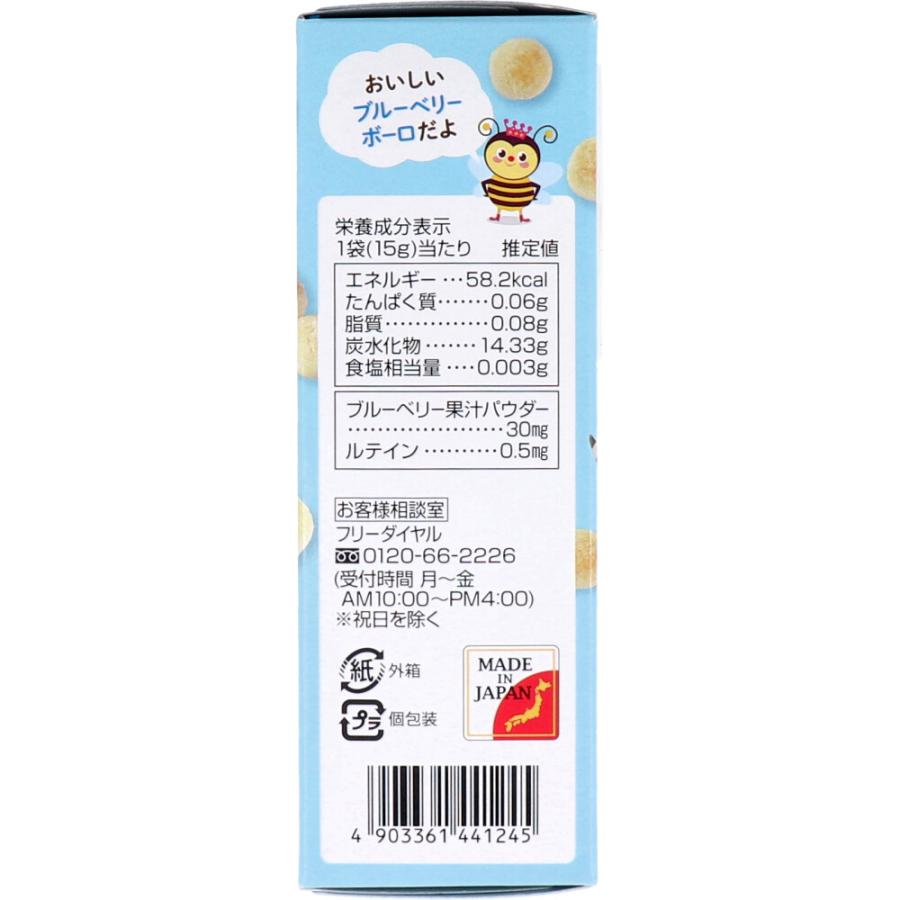 おいしい
ブルーベリー
ボーロだよ
栄養成分表示
1袋(15g)当たり 推定値
エネルギー…58.2kcal
たんぱく質……0.06g
脂質……………0.08g
炭水化物……14.33g
食塩相当量…0.003g
ブルーベリー果汁パウダー
……………………30mg
ルテイン…………0.5mg
お客様相談室
フリーダイヤル
0120-66-2226
(受付時間 月〜金
AM10:00〜PM4:00)
※祝日を除く
紙 外箱
プラ 個包装
MADE
IN
JAPAN
4 903361 441245